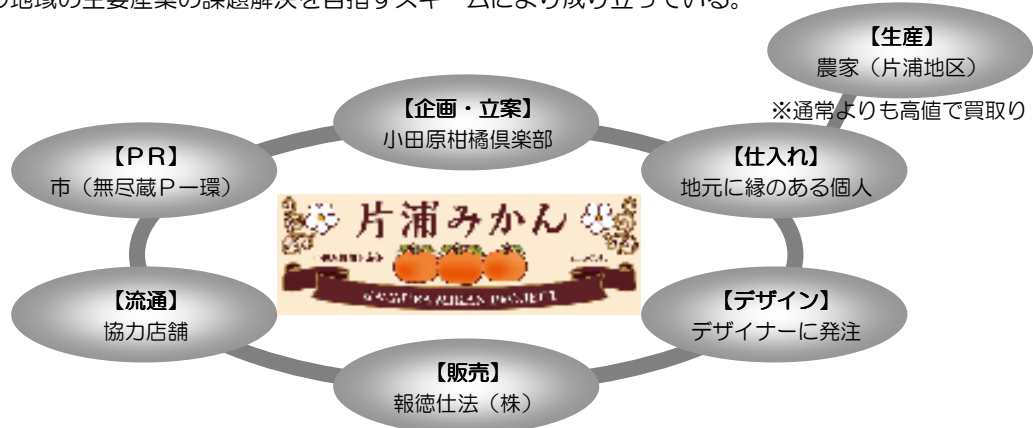 の地域の主要産業の課題解決を目指すスキームにより成り立っている。
【生産】
農家（片浦地区）
※通常よりも高値で買取り
【企画・立案】
小田原柑橘倶楽部
【ＰＲ】
市（無尽蔵Ｐ一環）
【仕入れ】
地元に縁のある個人
片浦みかん
KATAURA MIKAN PROJECT
【流通】
協力店舗
【デザイン】
デザイナーに発注
【販売】
報徳仕法（株）